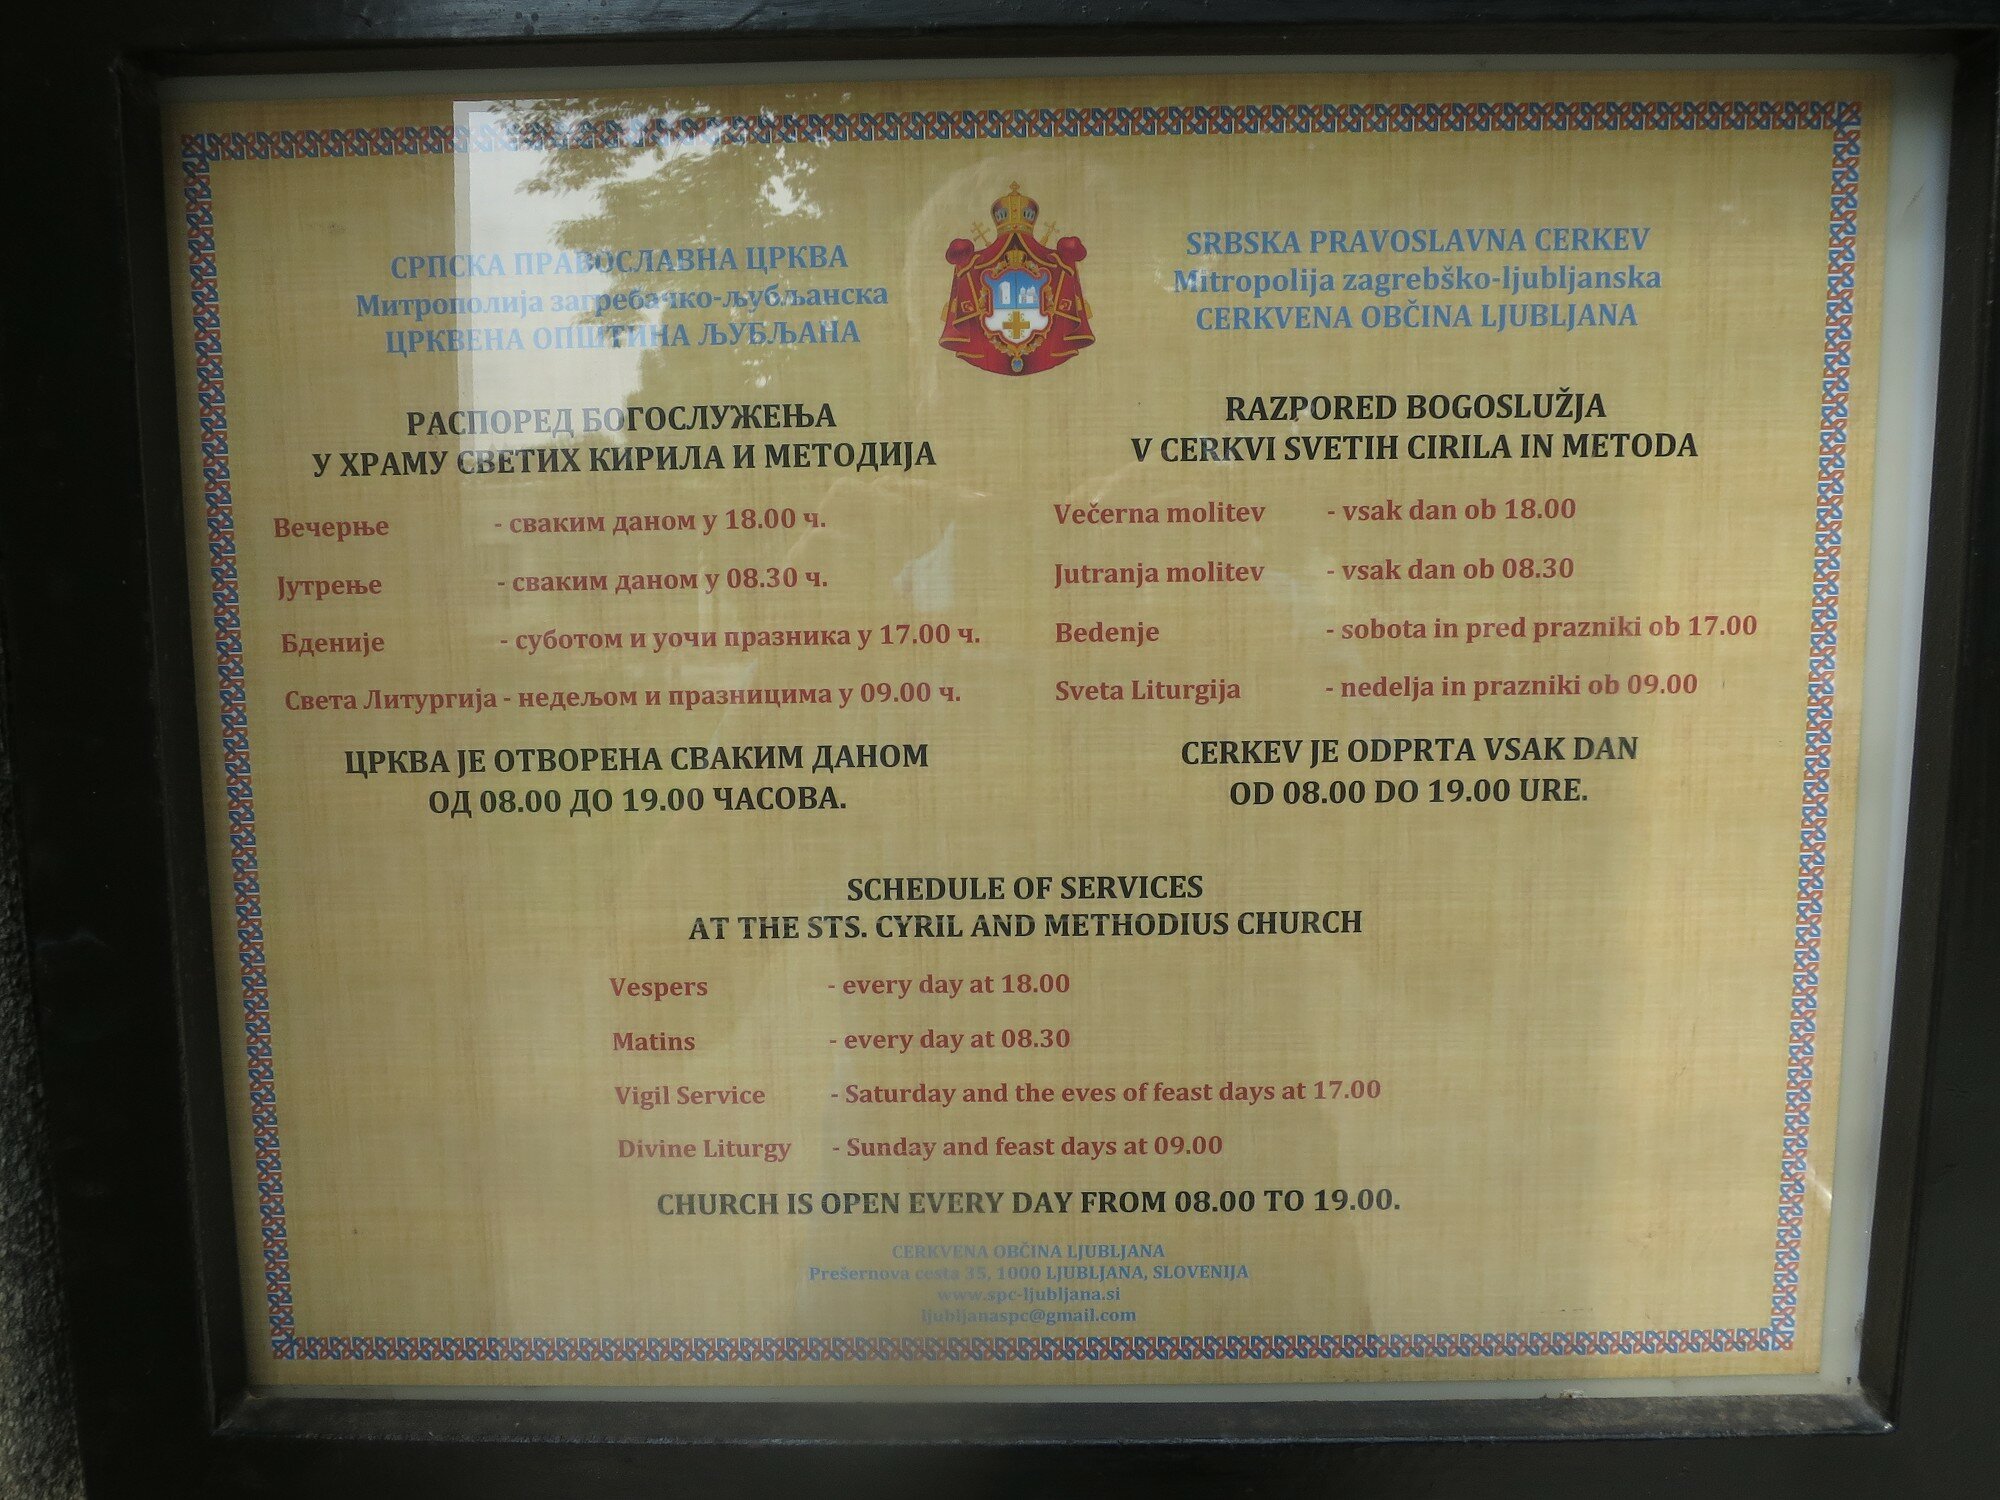 СРПСКА ПРАВОСЛАВНА ЦРКВА
Митрополија загребачко-љубљанска
ЦРКВЕНА ОПШТИНА ЉУБЉАНА
РАСПОРЕД БОГОСЛУЖЕЊА
У ХРАМУ СВЕТИХ КИРИЛА И МЕТОДИЈА
Вечерње - сваким даном у 18.00 ч.
Јутрење - сваким даном у 08.30 ч.
Бденије - суботом и уочи празника у 17.00 ч.
Света Литургија - недељом и празницима у 09.00 ч.
ЦРКВА ЈЕ ОТВОРЕНА СВАКИМ ДАНОМ
ОД 08.00 ДО 19.00 ЧАСОВА.
SRBSKA PRAVOSLAVNA CERKEV
Mitropolija zagrebško-ljubljanska
CERKVENA OBČINA LJUBLJANA
RAZPORED BOGOSLUŽJA
V CERKVI SVETIH CIRILA IN METODA
Večerna molitev - vsak dan ob 18.00
Jutranja molitev - vsak dan ob 08.30
Bedenje - sobota in pred prazniki ob 17.00
Sveta Liturgija - nedelja in prazniki ob 09.00
CERKEV JE ODPRTA VSAK DAN
OD 08.00 DO 19.00 URE.
SCHEDULE OF SERVICES
AT THE STS. CYRIL AND METHODIUS CHURCH
Vespers - every day at 18.00
Matins - every day at 08.30
Vigil Service - Saturday and the eves of feast days at 17.00
Divine Liturgy - Sunday and feast days at 09.00
CHURCH IS OPEN EVERY DAY FROM 08.00 TO 19.00.
CERKVENA OBČINA LJUBLJANA
Prešernova cesta 35, 1000 LJUBLJANA, SLOVENIJA
www.spc-ljubljana.si
ljubljanaspc@gmail.com